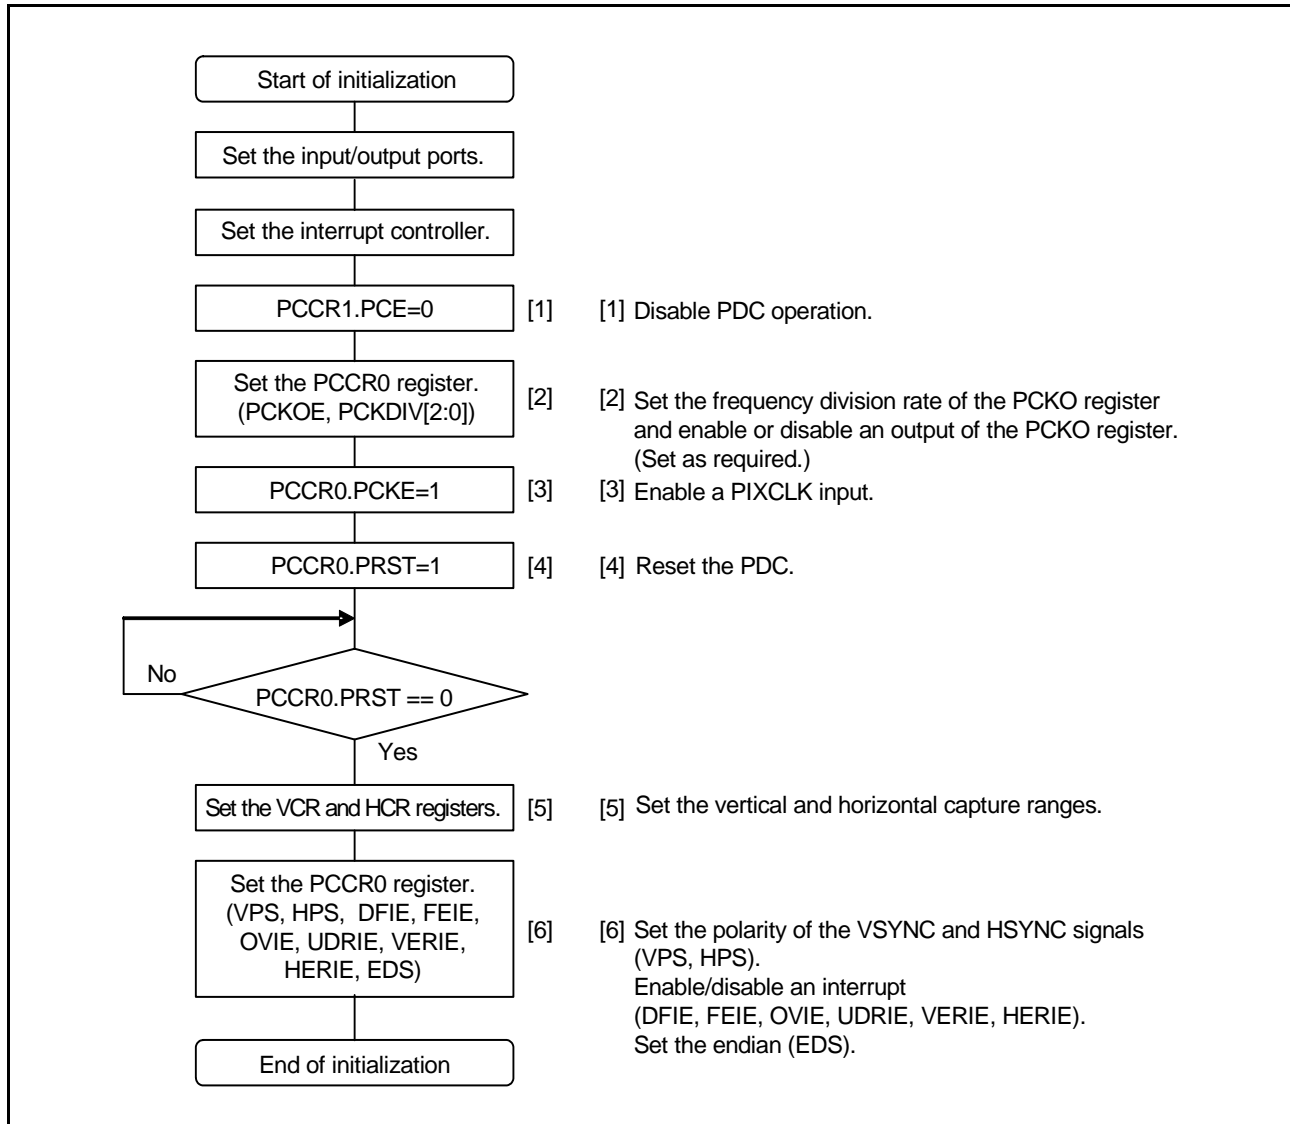 Start of initialization
Set the input/output ports.
Set the interrupt controller.
PCCR1.PCE=0 [1] [1] Disable PDC operation.
Set the PCCR0 register.
(PCKOE, PCKDIV[2:0])
[2] [2] Set the frequency division rate of the PCKO register
and enable or disable an output of the PCKO register.
(Set as required.)
PCCR0.PCKE=1 [3] [3] Enable a PIXCLK input.
PCCR0.PRST=1 [4] [4] Reset the PDC.
No
PCCR0.PRST == 0
Yes
Set the VCR and HCR registers. [5] [5] Set the vertical and horizontal capture ranges.
Set the PCCR0 register.
(VPS, HPS, DFIE, FEIE,
OVIE, UDRIE, VERIE,
HERIE, EDS)
[6] [6] Set the polarity of the VSYNC and HSYNC signals
(VPS, HPS).
Enable/disable an interrupt
(DFIE, FEIE, OVIE, UDRIE, VERIE, HERIE).
Set the endian (EDS).
End of initialization